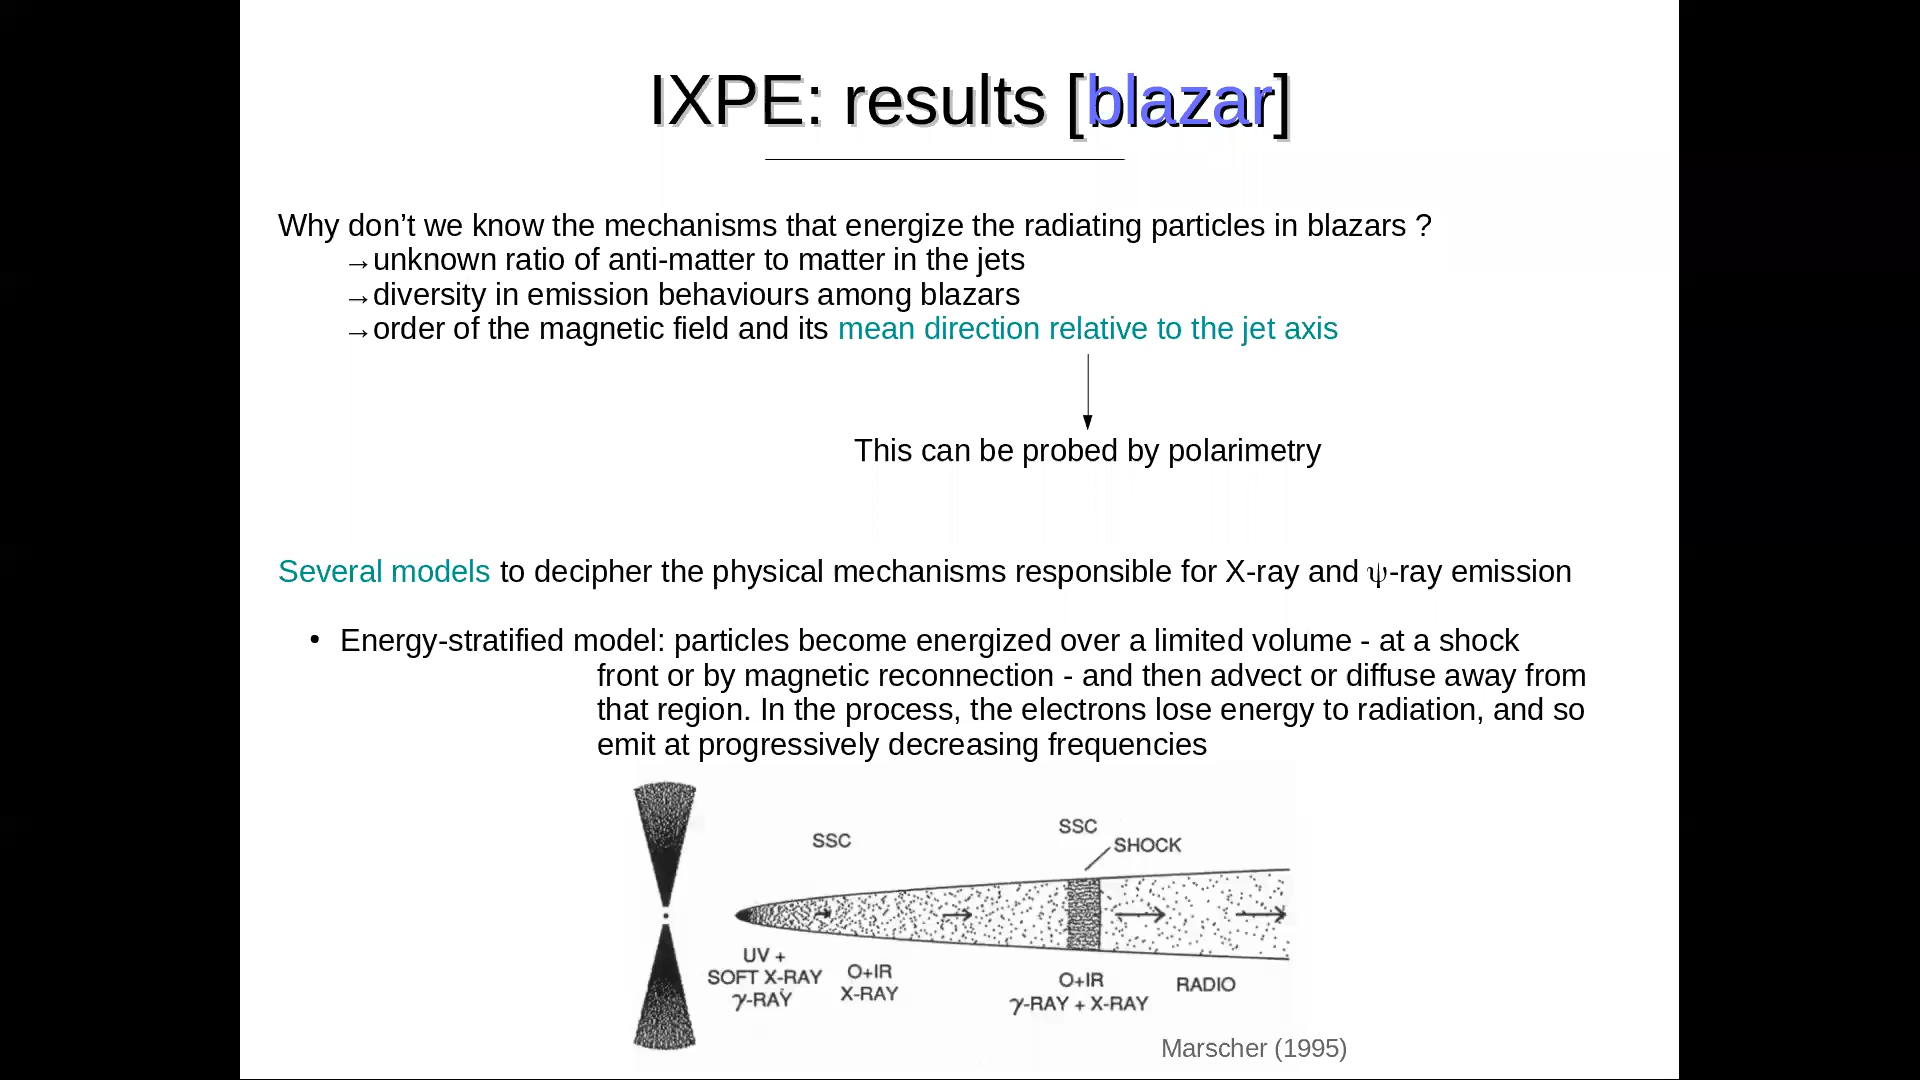 IXPE: results [blazar]
Why don’t we know the mechanisms that energize the radiating particles in blazars ?
→unknown ratio of anti-matter to matter in the jets
→diversity in emission behaviours among blazars
→order of the magnetic field and its mean direction relative to the jet axis
This can be probed by polarimetry
Several models to decipher the physical mechanisms responsible for X-ray and ψ-ray emission
• Energy-stratified model: particles become energized over a limited volume - at a shock
front or by magnetic reconnection - and then advect or diffuse away from
that region. In the process, the electrons lose energy to radiation, and so
emit at progressively decreasing frequencies
SSC
SSC
SHOCK
UV +
SOFT X-RAY
γ-RAY
O+IR
X-RAY
O+IR
γ-RAY + X-RAY
RADIO
Marscher (1995)